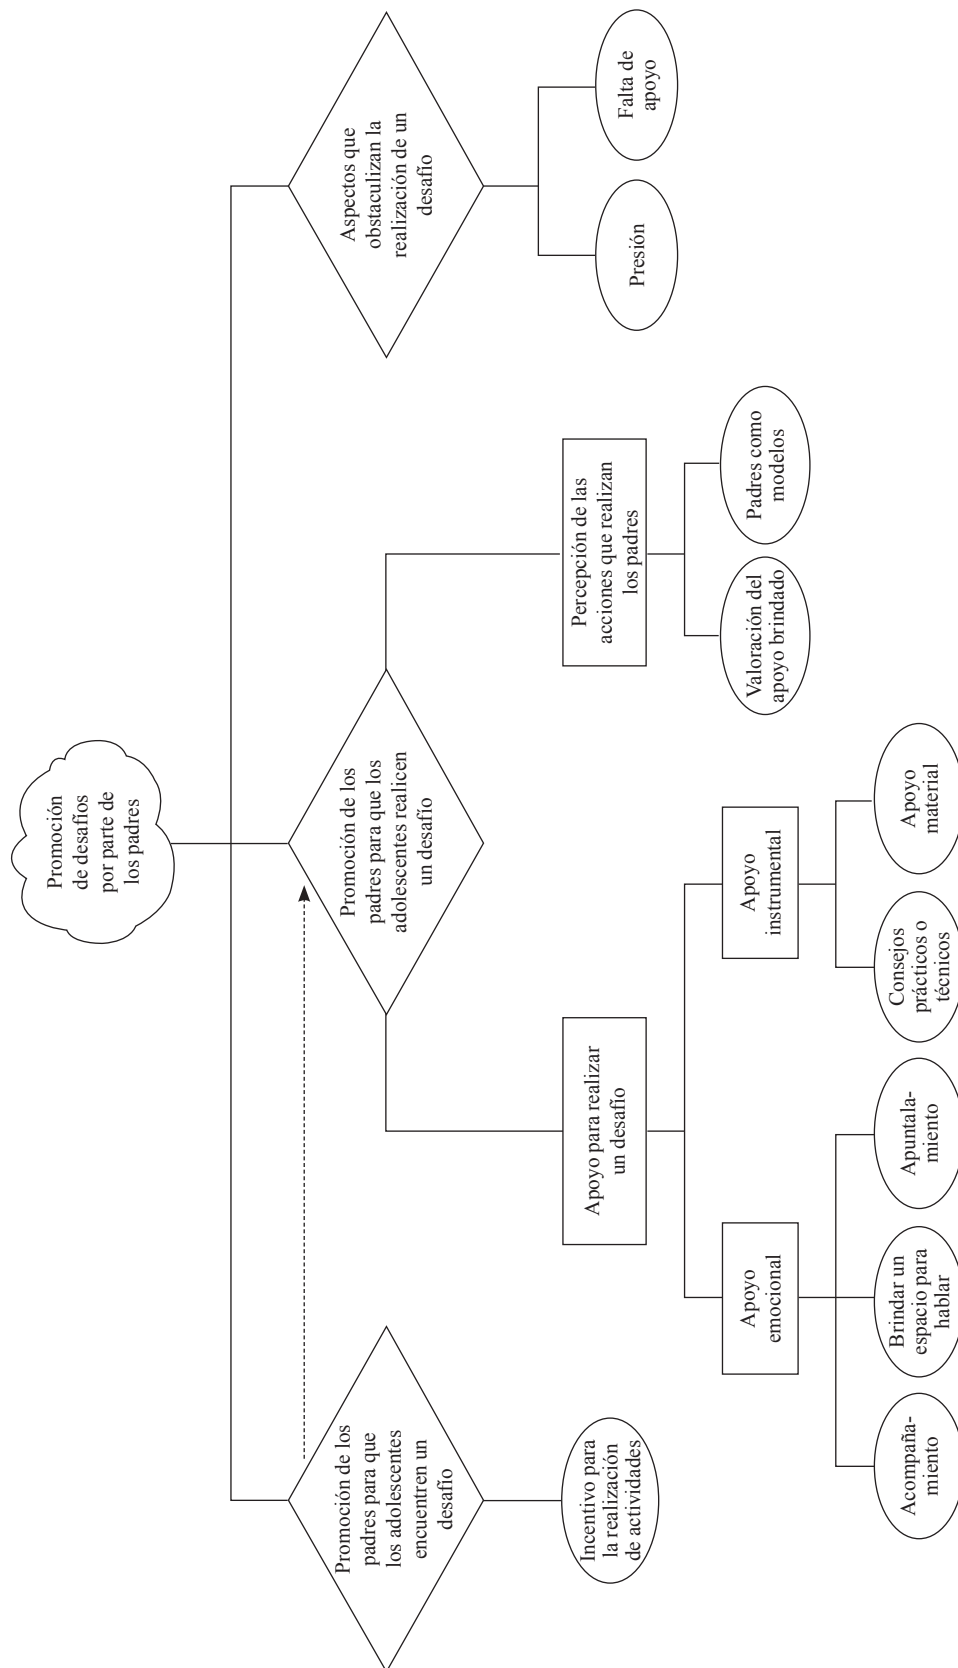 Promoción
de desafíos
por parte de
los padres
Promoción de los
padres para que
los adolescentes
encuentren un
desafío
Promoción de los
padres para que los
adolescentes realicen
un desafío
Aspectos que
obstaculizan la
realización de un
desafío
Incentivo para
la realización
de actividades
Apoyo para realizar
un desafío
Percepción de las
acciones que realizan
los padres
Presión
Falta de
apoyo
Apoyo
emocional
Apoyo
instrumental
Valoración del
apoyo brindado
Padres como
modelos
Acompaña-
miento
Brindar un
espacio para
hablar
Apuntala-
miento
Consejos
prácticos o
técnicos
Apoyo
material